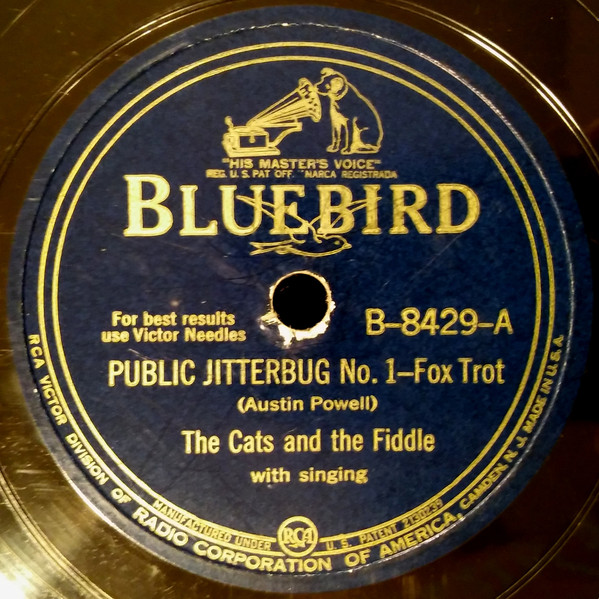 "HIS MASTER'S VOICE"
REG. U.S. PAT. OFF. MARCA REGISTRADA
BLUEBIRD
For best results
use Victor Needles
B-8429-A
PUBLIC JITTERBUG No. 1-Fox Trot
(Austin Powell)
The Cats and the Fiddle
with singing
MANUFACTURED UNDER RCA U.S. PATENT 2130239
RCA VICTOR DIVISION OF RADIO CORPORATION OF AMERICA, CAMDEN, N. J. MADE IN U.S.A.